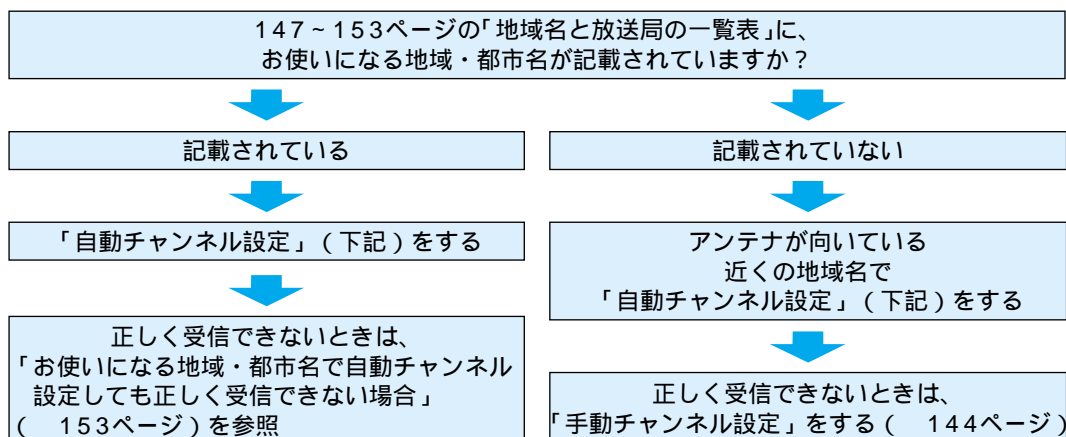 147~153ページの「地域名と放送局の一覧表」に、
お使いになる地域・都市名が記載されていますか？
記載されている
「自動チャンネル設定」(下記)をする
正しく受信できないときは、
「お使いになる地域・都市名で自動チャンネル
設定しても正しく受信できない場合」
(　153ページ)を参照
記載されていない
アンテナが向いている
近くの地域名で
「自動チャンネル設定」(下記)をする
正しく受信できないときは、
「手動チャンネル設定」をする(　144ページ)